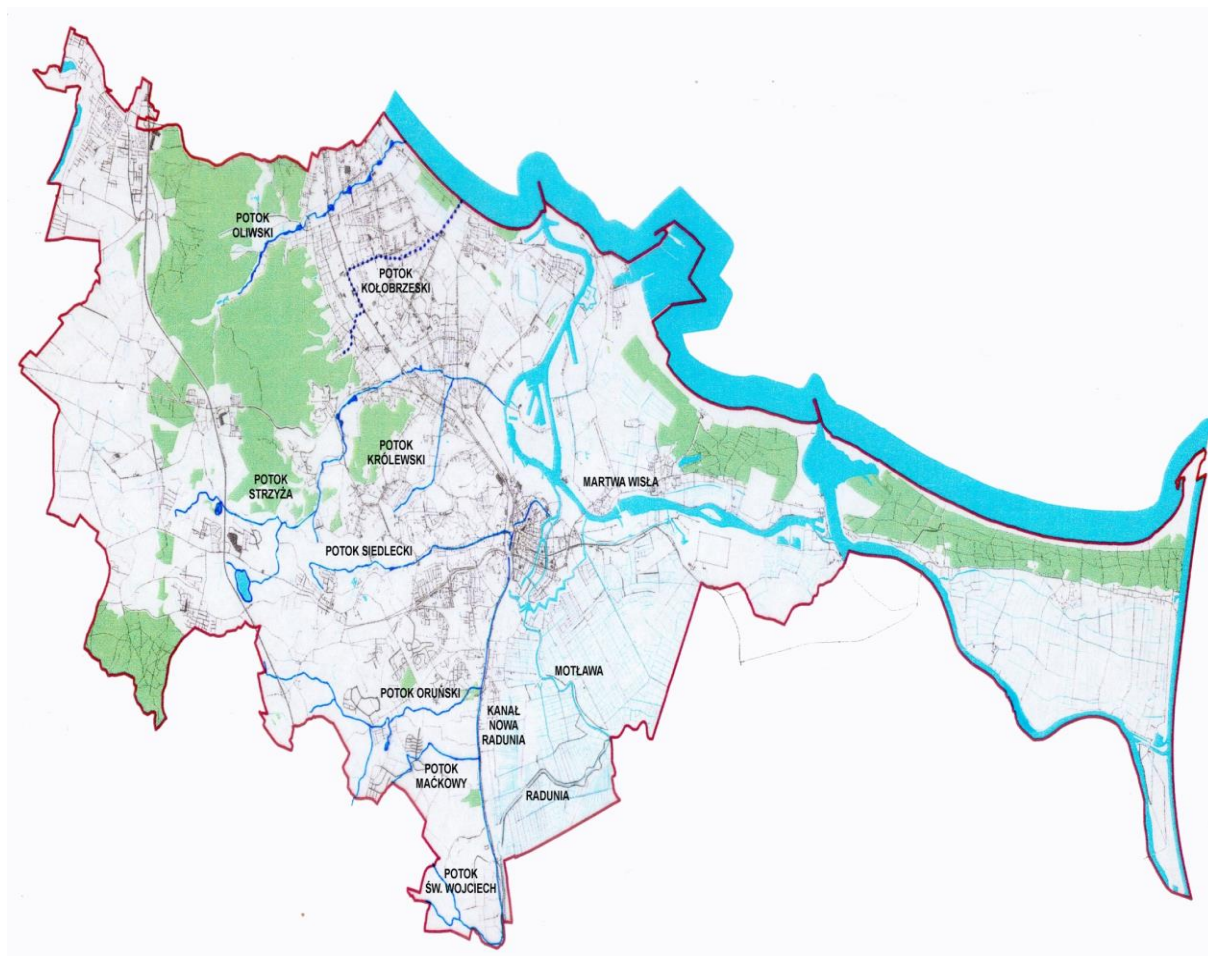 POTOK
OLIWSKI
POTOK
KOŁOBRZESKI
POTOK
KRÓLEWSKI
POTOK
STRZYŻA
MARTWA WISŁA
POTOK SIEDLECKI
MOTŁAWA
POTOK ORUŃSKI
KANAŁ
NOWA
RADUNIA
POTOK
MAĆKOWY
RADUNIA
POTOK
ŚW. WOJCIECH